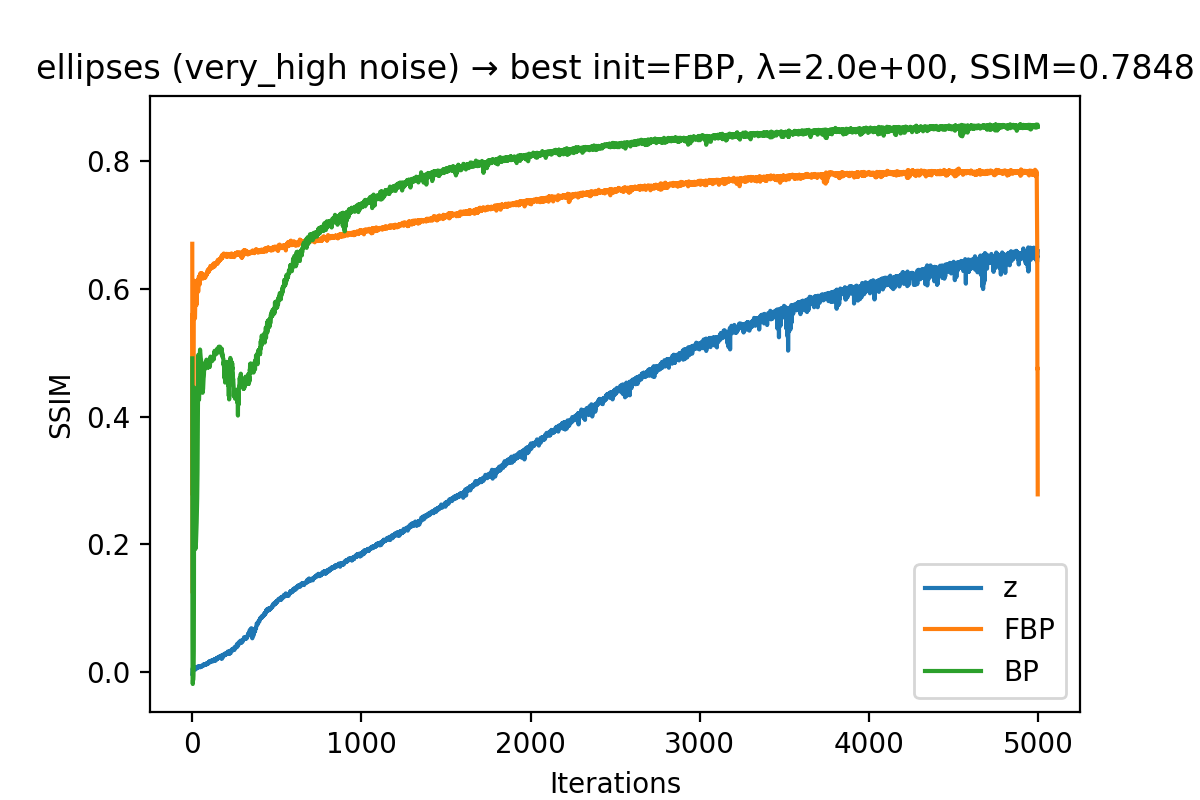 ellipses (very_high noise) → best init=FBP, λ=2.0e+00, SSIM=0.7848
SSIM
0.8
0.6
0.4
0.2
0.0
0 1000 2000 3000 4000 5000
Iterations
z
FBP
BP